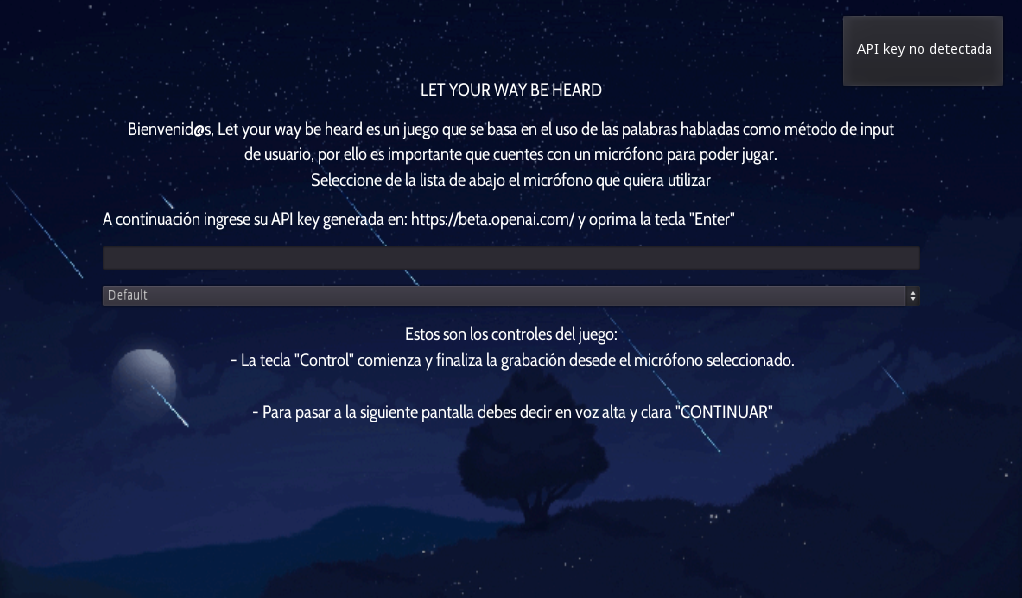 API key no detectada
LET YOUR WAY BE HEARD
Bienvenid@s, Let your way be heard es un juego que se basa en el uso de las palabras habladas como método de input
de usuario, por ello es importante que cuentes con un micrófono para poder jugar.
Seleccione de la lista de abajo el micrófono que quiera utilizar
A continuación ingrese su API key generada en: https://beta.openai.com/ y oprima la tecla "Enter"
Default
Estos son los controles del juego:
- La tecla "Control" comienza y finaliza la grabación desede el micrófono seleccionado.
- Para pasar a la siguiente pantalla debes decir en voz alta y clara "CONTINUAR"